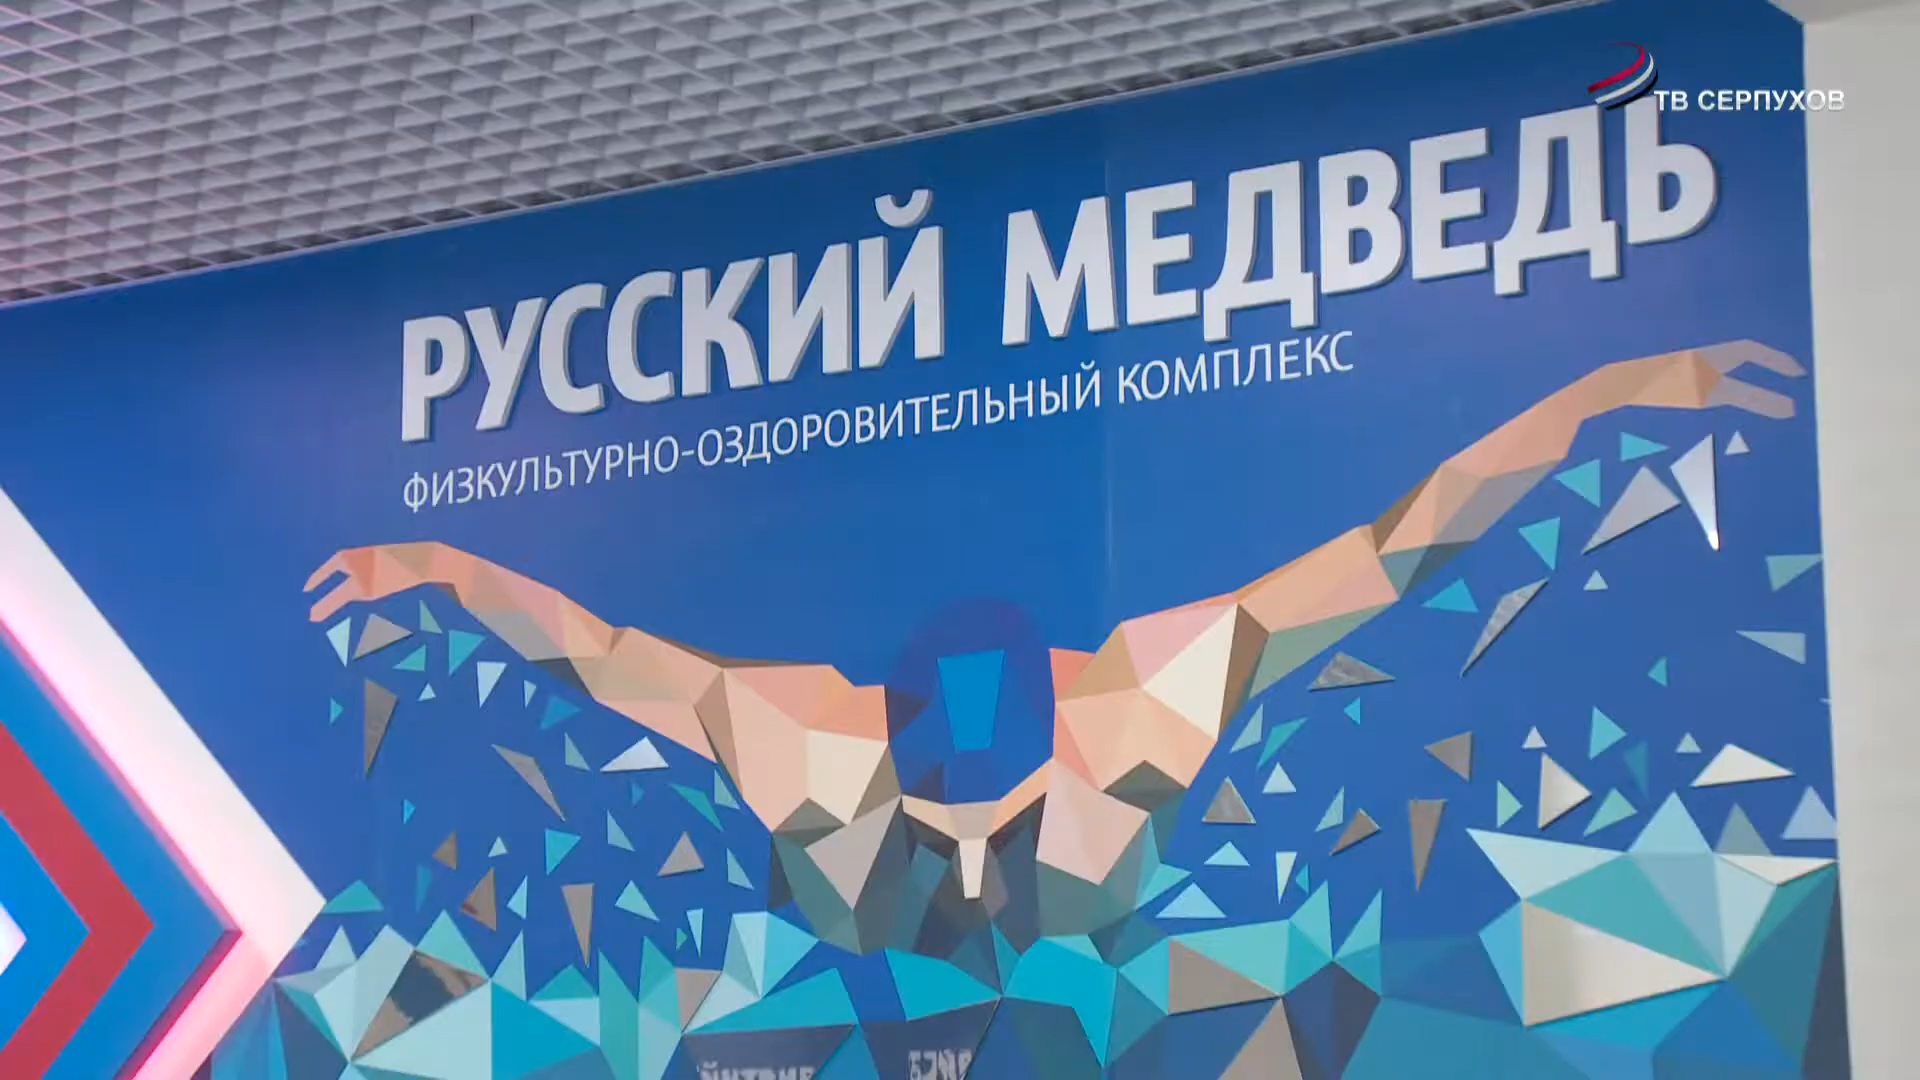 ТВ СЕРПУХОВ
РУССКИЙ МЕДВЕДЬ
ФИЗКУЛЬТУРНО-ОЗДОРОВИТЕЛЬНЫЙ КОМПЛЕКС